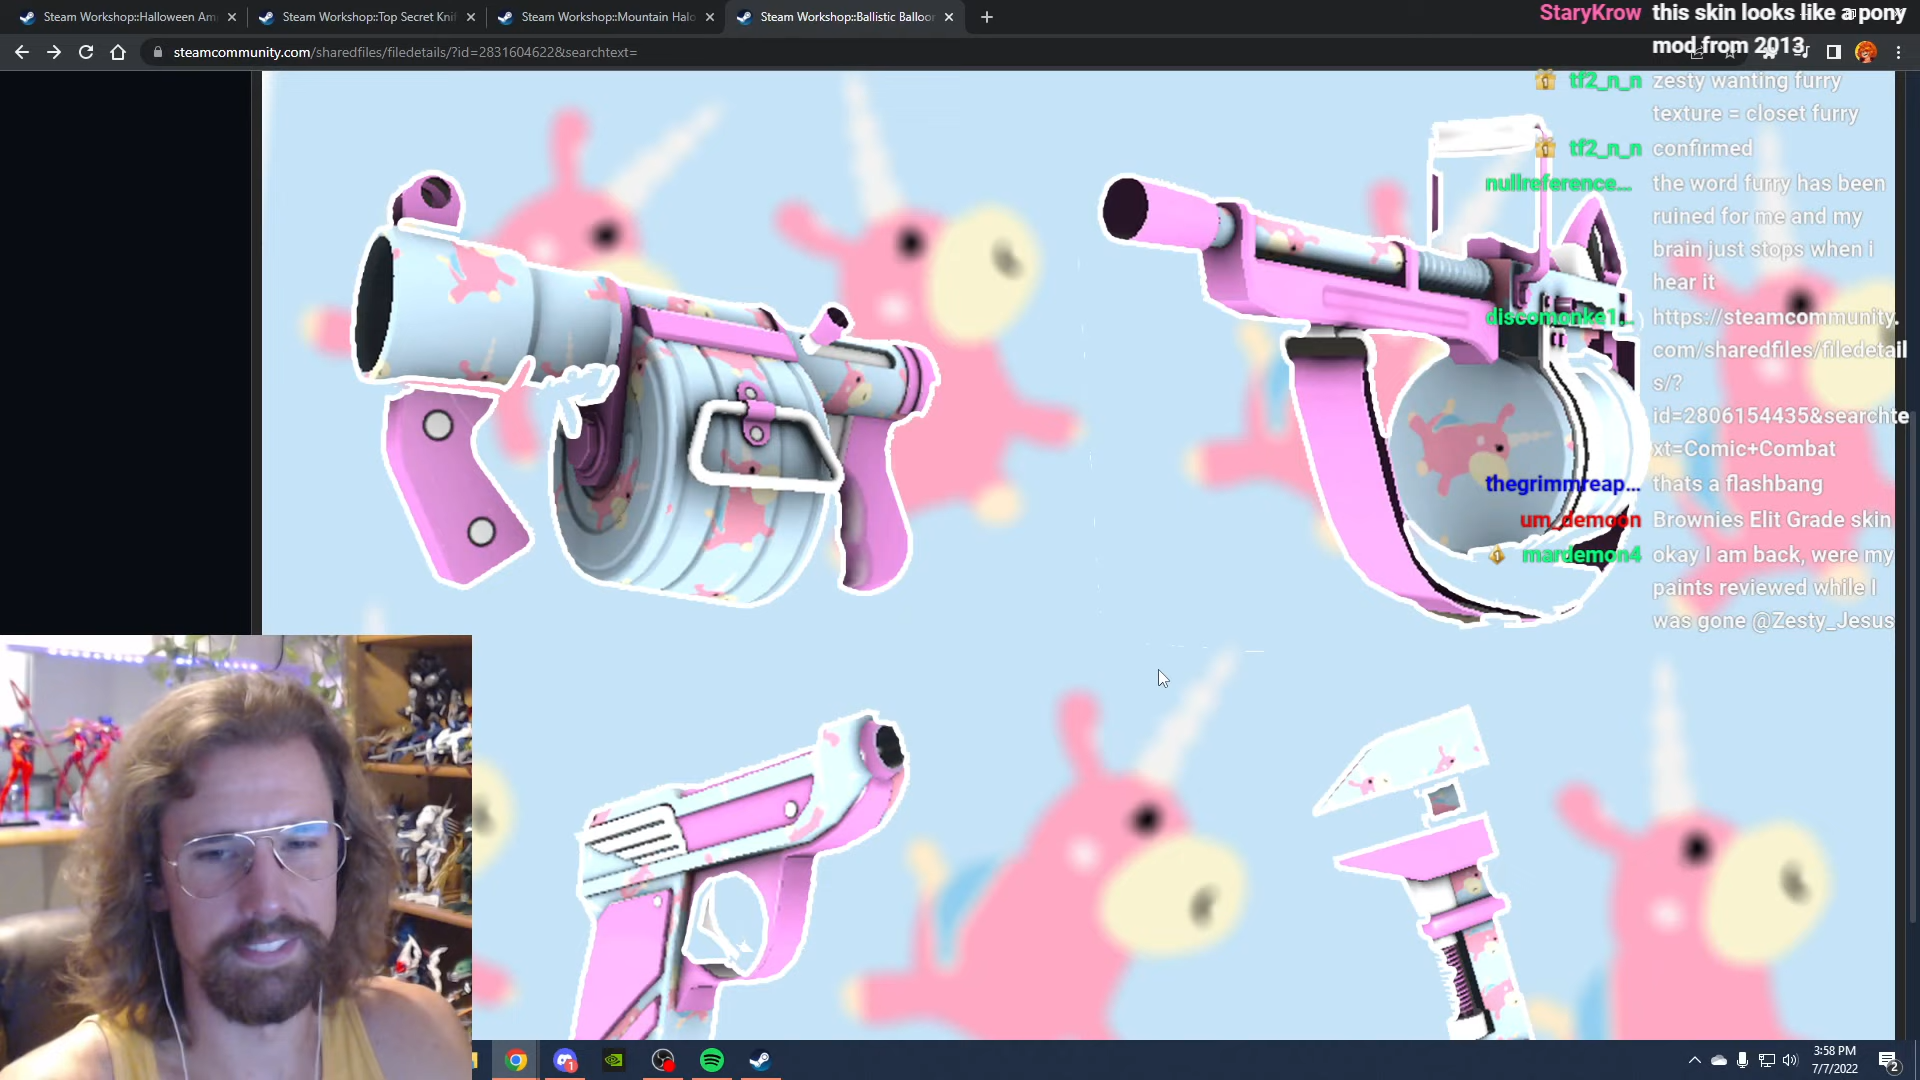 Steam Workshop::Halloween Am
Steam Workshop::Top Secret Knif
Steam Workshop::Mountain Halo
Steam Workshop::Ballistic Balloor
steamcommunity.com/sharedfiles/filedetails/?id=2831604622&searchtext=
StaryKrow this skin looks like a pony
mod from 2013
tf2_n_n zesty wanting furry
texture = closet furry
tf2_n_n confirmed
nullreference... the word furry has been
ruined for me and my
brain just stops when i
hear it
discomonke1... https://steamcommunity.
com/sharedfiles/filedetail
s/?
id=2806154435&searchte
xt=Comic+Combat
thegrimmreap... thats a flashbang
um_demoon Brownies Elit Grade skin
mardemon4 okay I am back, were my
paints reviewed while I
was gone @Zesty_Jesus
3:58 PM
7/7/2022